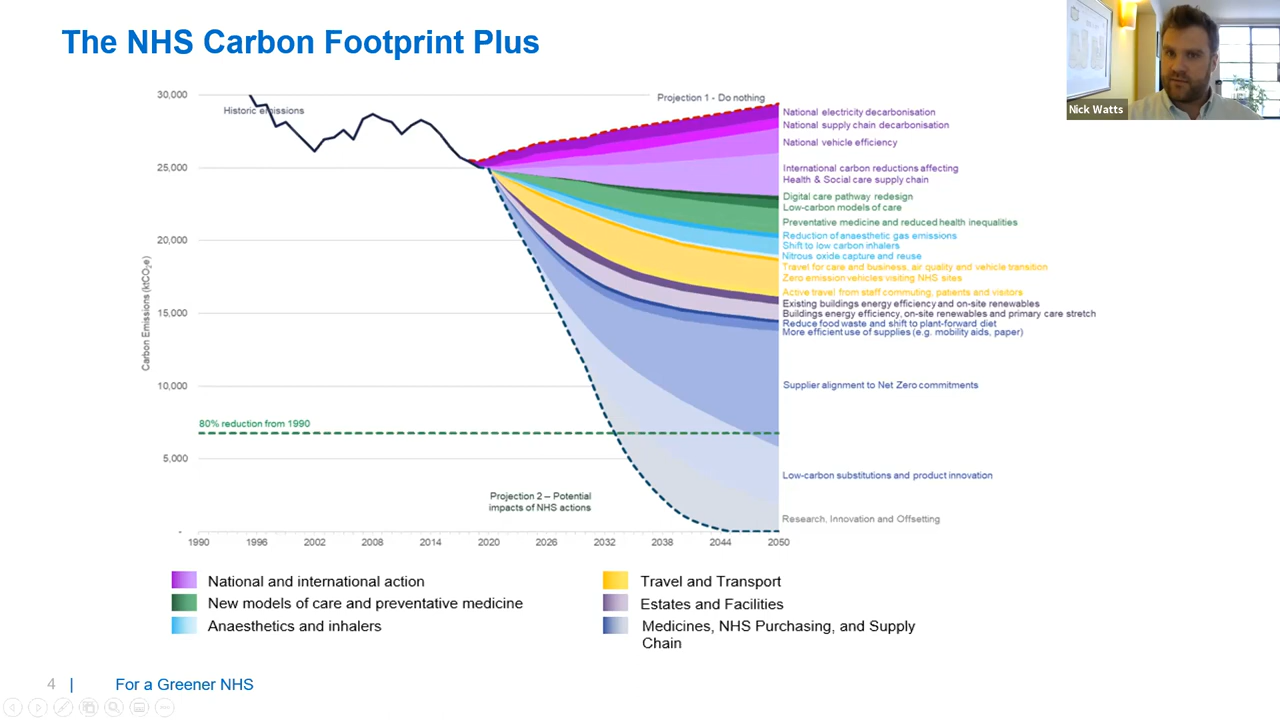 The NHS Carbon Footprint Plus
Nick Watts
30,000
25,000
20,000
15,000
10,000
5,000
-
Carbon Emissions (ktCO2e)
Historic emissions
Projection 1 - Do nothing
80% reduction from 1990
Projection 2 – Potential
impacts of NHS actions
1990 1996 2002 2008 2014 2020 2026 2032 2038 2044 2050
National electricity decarbonisation
National supply chain decarbonisation
National vehicle efficiency
International carbon reductions affecting
Health & Social care supply chain
Digital care pathway redesign
Low-carbon models of care
Preventative medicine and reduced health inequalities
Reduction of anaesthetic gas emissions
Shift to low carbon inhalers
Nitrous oxide capture and reuse
Travel for care and business, air quality and vehicle transition
Zero emission vehicles visiting NHS sites
Active travel from staff commuting, patients and visitors
Existing buildings energy efficiency and on-site renewables
Buildings energy efficiency, on-site renewables and primary care stretch
Reduce food waste and shift to plant-forward diet
More efficient use of supplies (e.g. mobility aids, paper)
Supplier alignment to Net Zero commitments
Low-carbon substitutions and product innovation
Research, Innovation and Offsetting
National and international action
New models of care and preventative medicine
Anaesthetics and inhalers
Travel and Transport
Estates and Facilities
Medicines, NHS Purchasing, and Supply
Chain
4 | For a Greener NHS